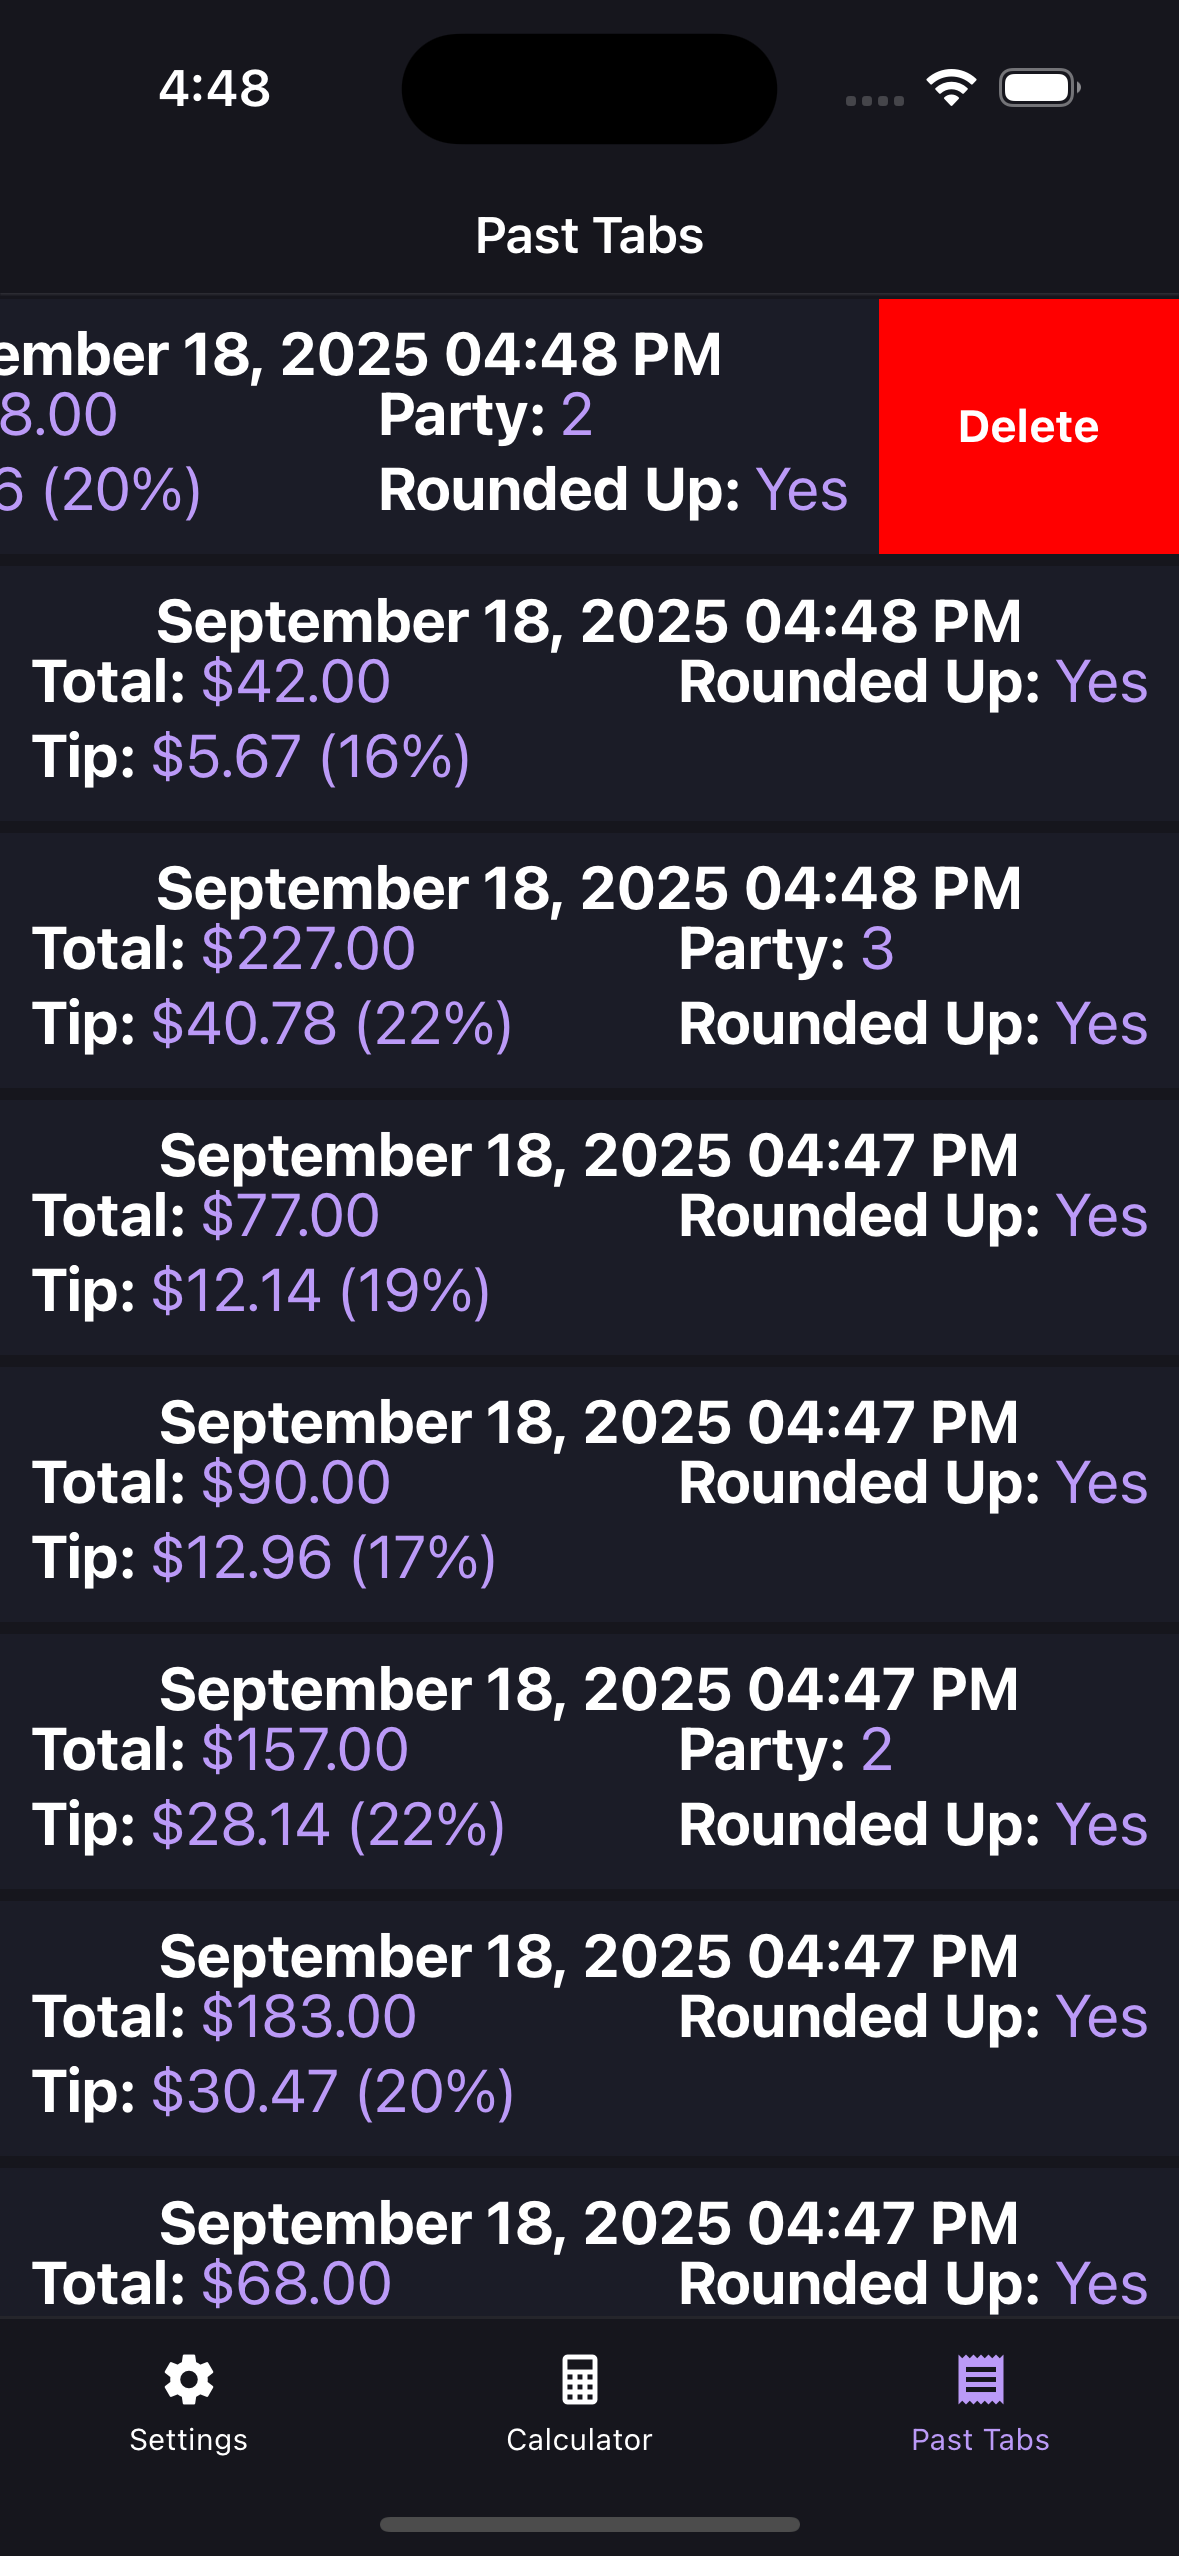 4:48
Past Tabs
ember 18, 2025 04:48 PM
8.00 Party: 2
6 (20%) Rounded Up: Yes
Delete
September 18, 2025 04:48 PM
Total: $42.00 Rounded Up: Yes
Tip: $5.67 (16%)
September 18, 2025 04:48 PM
Total: $227.00 Party: 3
Tip: $40.78 (22%) Rounded Up: Yes
September 18, 2025 04:47 PM
Total: $77.00 Rounded Up: Yes
Tip: $12.14 (19%)
September 18, 2025 04:47 PM
Total: $90.00 Rounded Up: Yes
Tip: $12.96 (17%)
September 18, 2025 04:47 PM
Total: $157.00 Party: 2
Tip: $28.14 (22%) Rounded Up: Yes
September 18, 2025 04:47 PM
Total: $183.00 Rounded Up: Yes
Tip: $30.47 (20%)
September 18, 2025 04:47 PM
Total: $68.00 Rounded Up: Yes
Settings Calculator Past Tabs